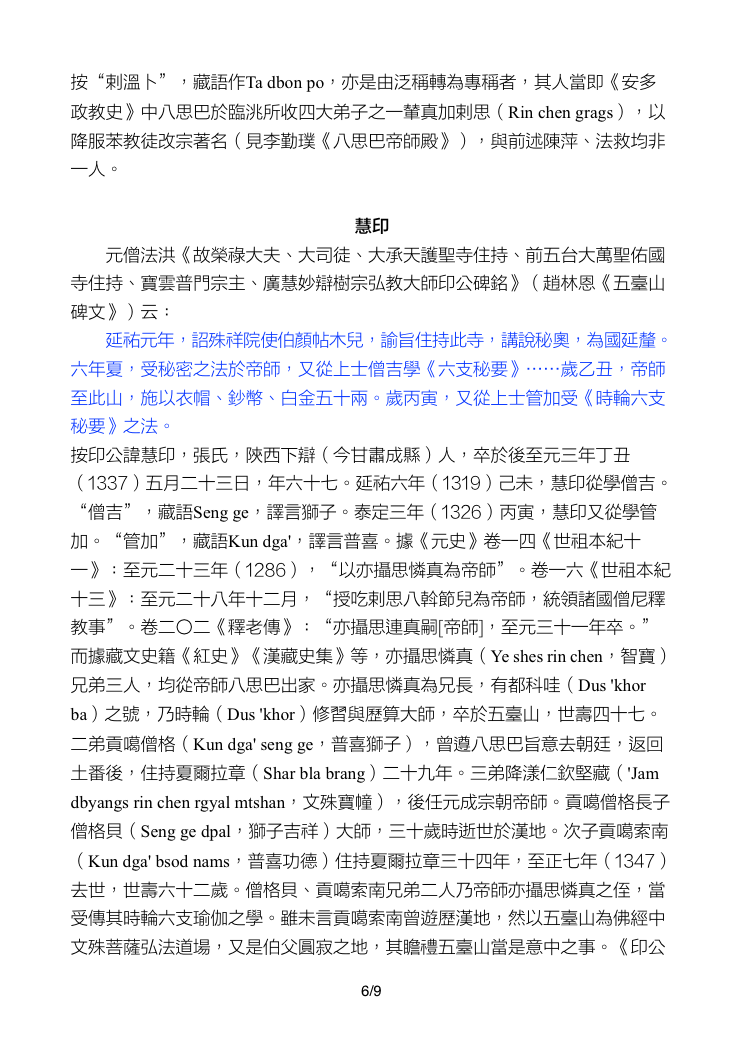 按“剌溫卜”，藏語作Ta dbon po，亦是由泛稱轉為專稱者，其人當即《安多
政教史》中八思巴於臨洮所收四大弟子之一輦真加剌思（Rin chen grags），以
降服苯教徒改宗著名（見李勤璞《八思巴帝師殿》），與前述陳萍、法救均非
一人。
慧印
元僧法洪《故榮祿大夫、大司徒、大承天護聖寺住持、前五台大萬聖佑國
寺住持、寶雲普門宗主、廣慧妙辯樹宗弘教大師印公碑銘》（趙林恩《五臺山
碑文》）云：
延祐元年，詔殊祥院使伯顏帖木兒，諭旨住持此寺，講說秘奧，為國延釐。
六年夏，受秘密之法於帝師，又從上士僧吉學《六支秘要》⋯⋯歲乙丑，帝師
至此山，施以衣帽、鈔幣、白金五十兩。歲丙寅，又從上士管加受《時輪六支
秘要》之法。
按印公諱慧印，張氏，陝西下辯（今甘肅成縣）人，卒於後至元三年丁丑
（1337）五月二十三日，年六十七。延祐六年（1319）己未，慧印從學僧吉。
“僧吉”，藏語Seng ge，譯言獅子。泰定三年（1326）丙寅，慧印又從學管
加。“管加”，藏語Kun dga'，譯言普喜。據《元史》卷一四《世祖本紀十
一》：至元二十三年（1286），“以亦攝思憐真為帝師”。卷一六《世祖本紀
十三》：至元二十八年十二月，“授吃剌思八斡節兒為帝師，統領諸國僧尼釋
教事”。卷二〇二《釋老傳》：“亦攝思連真嗣[帝師]，至元三十一年卒。”
而據藏文史籍《紅史》《漢藏史集》等，亦攝思憐真（Ye shes rin chen，智寶）
兄弟三人，均從帝師八思巴出家。亦攝思憐真為兄長，有都科哇（Dus 'khor
ba）之號，乃時輪（Dus 'khor）修習與歷算大師，卒於五臺山，世壽四十七。
二弟貢噶僧格（Kun dga' seng ge，普喜獅子），曾遵八思巴旨意去朝廷，返回
土番後，住持夏爾拉章（Shar bla brang）二十九年。三弟降漾仁欽堅藏（'Jam
dbyangs rin chen rgyal mtshan，文殊寶幢），後任元成宗朝帝師。貢噶僧格長子
僧格貝（Seng ge dpal，獅子吉祥）大師，三十歲時逝世於漢地。次子貢噶索南
（Kun dga' bsod nams，普喜功德）住持夏爾拉章三十四年，至正七年（1347）
去世，世壽六十二歲。僧格貝、貢噶索南兄弟二人乃帝師亦攝思憐真之侄，當
受傳其時輪六支瑜伽之學。雖未言貢噶索南曾遊歷漢地，然以五臺山為佛經中
文殊菩薩弘法道場，又是伯父圓寂之地，其瞻禮五臺山當是意中之事。《印公
6/9